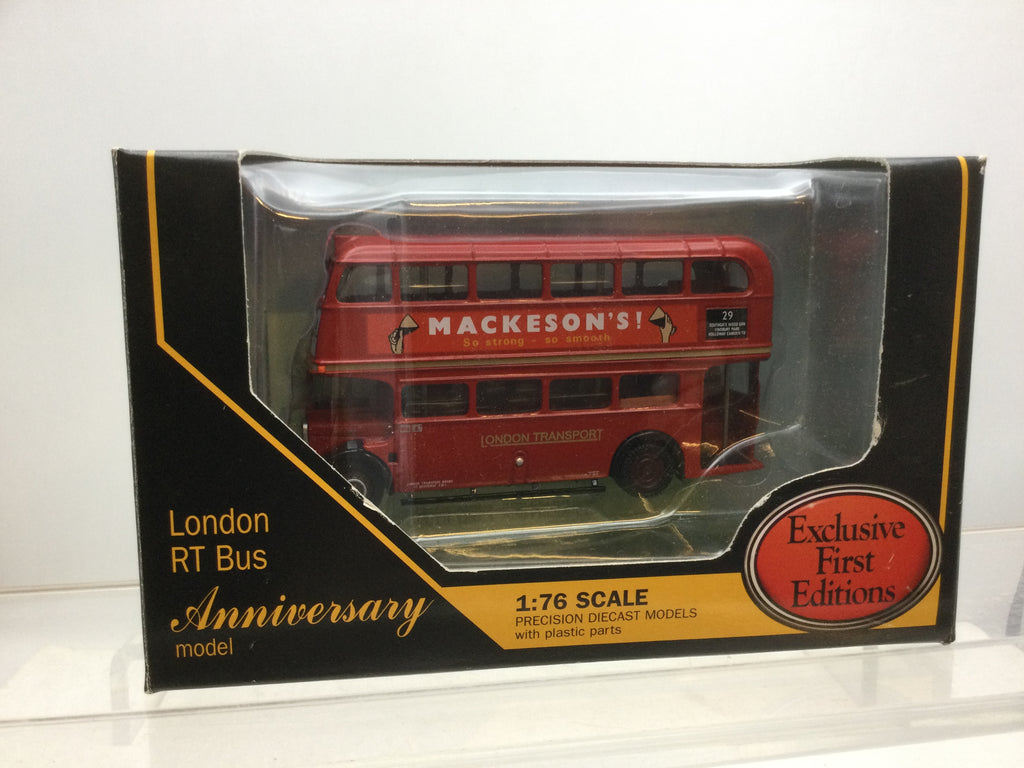 MACKESON'S!
So strong - so smooth
29
LONDON TRANSPORT
London
RT Bus
Anniversary
model
1:76 SCALE
PRECISION DIECAST MODELS
with plastic parts
Exclusive
First
Editions